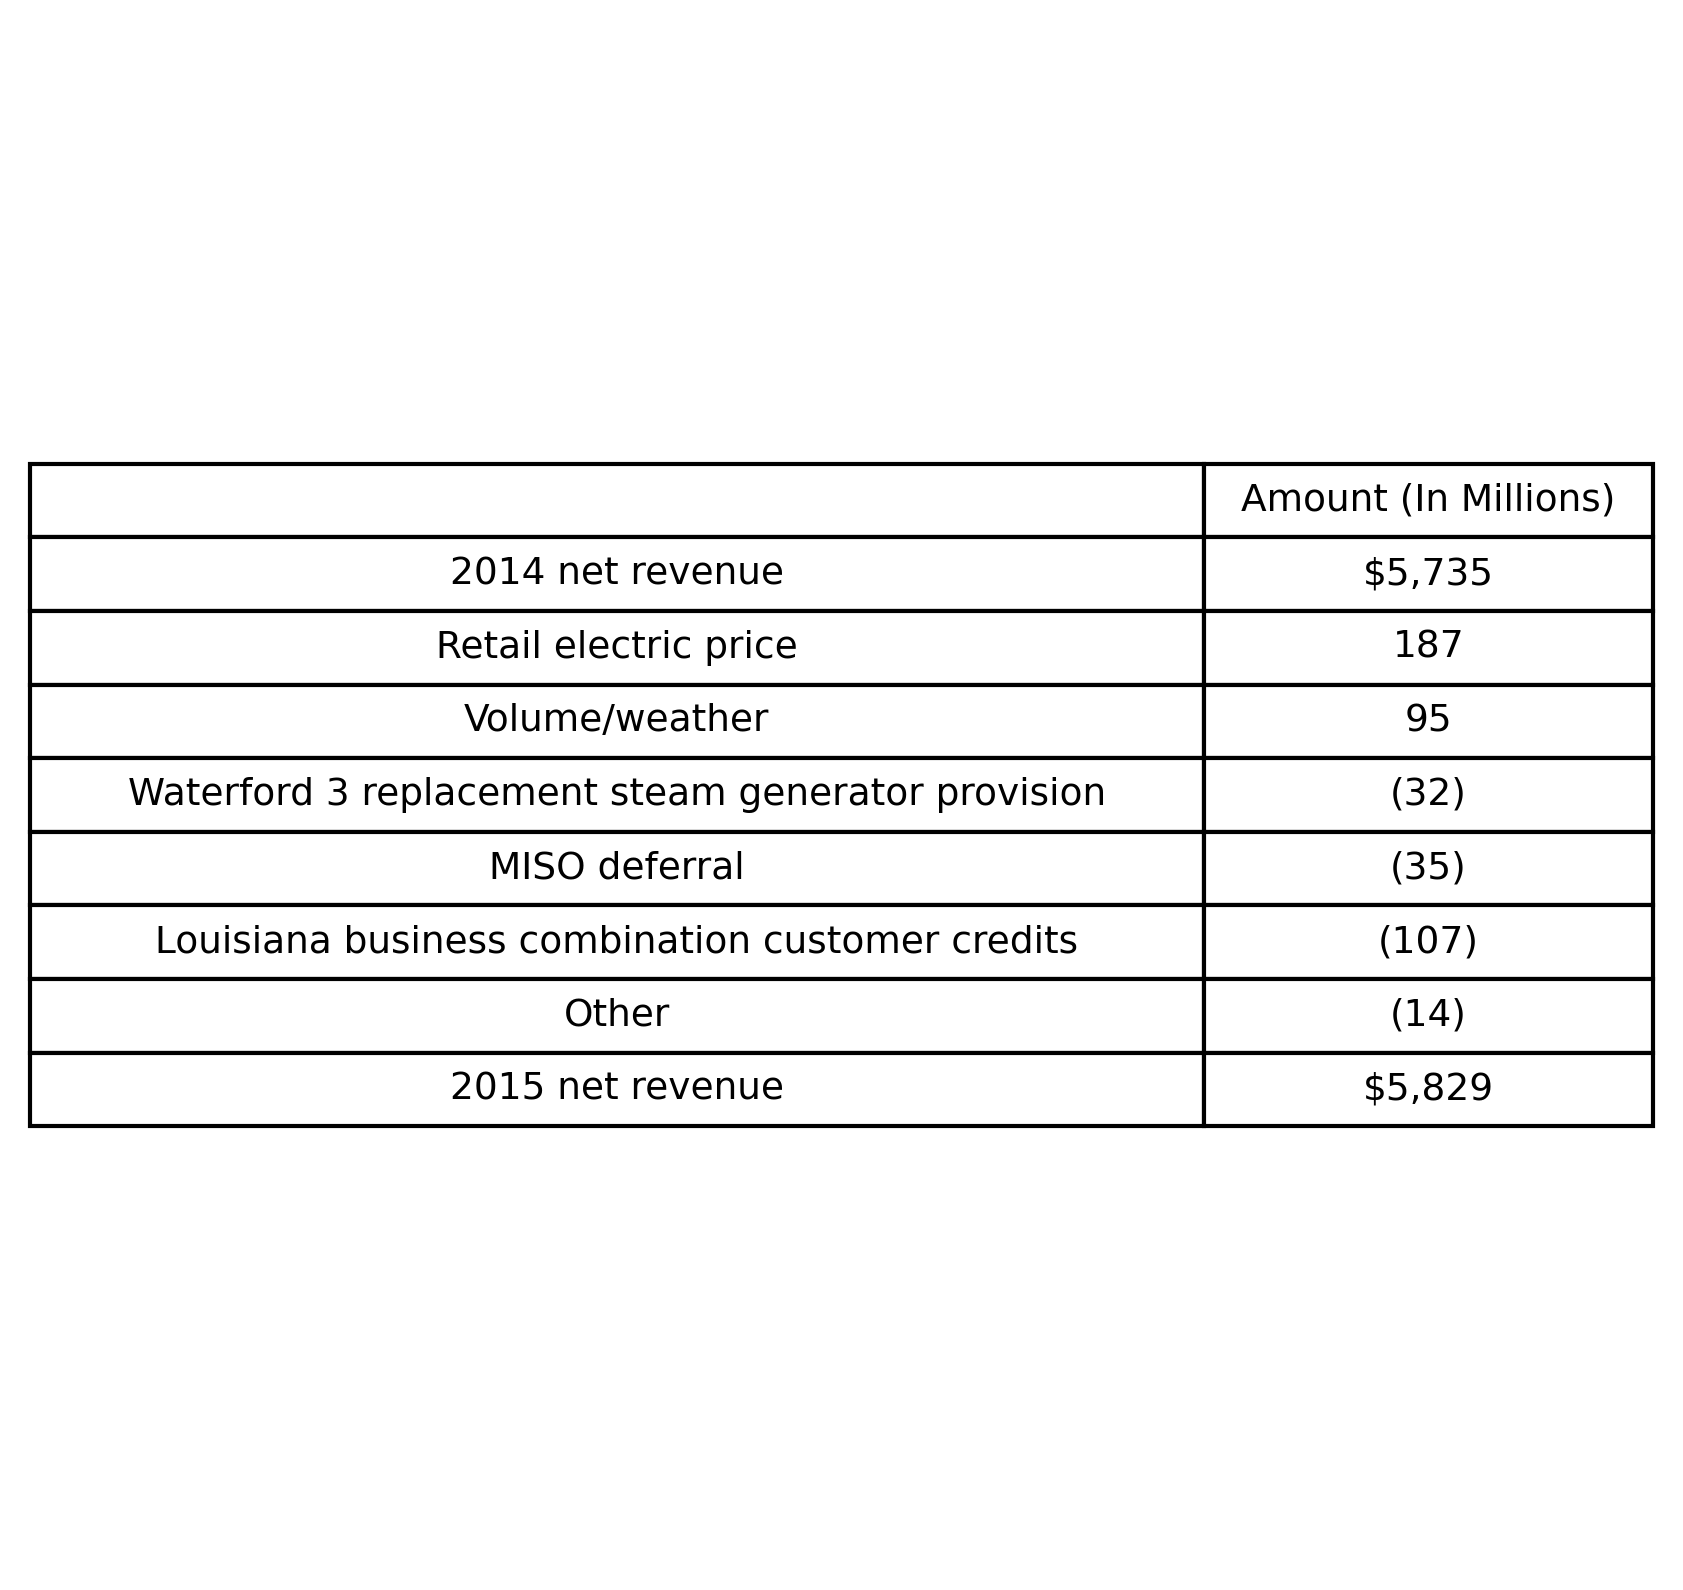 Amount (In Millions)
2014 net revenue $5,735
Retail electric price 187
Volume/weather 95
Waterford 3 replacement steam generator provision (32)
MISO deferral (35)
Louisiana business combination customer credits (107)
Other (14)
2015 net revenue $5,829